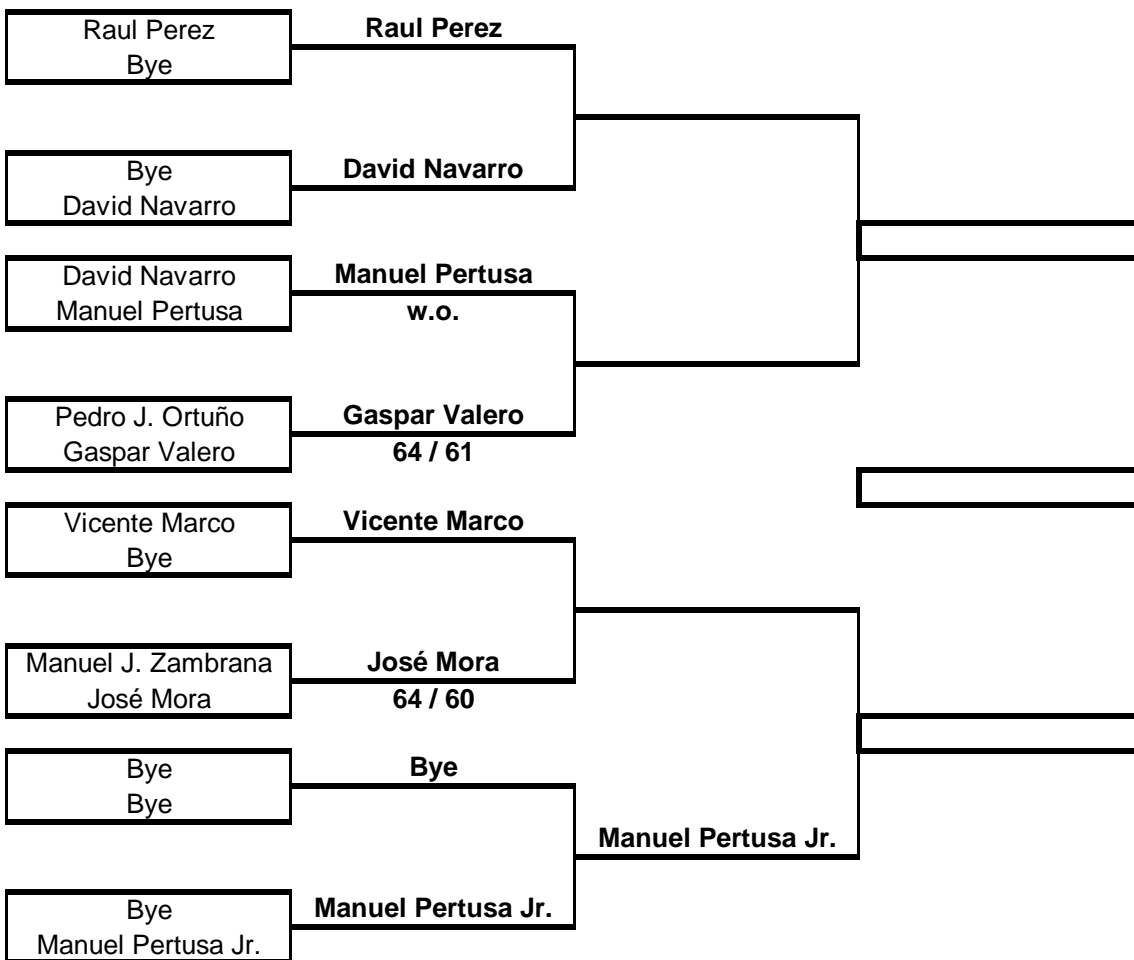 Raul Perez
Bye
Raul Perez
Bye
David Navarro
David Navarro
David Navarro
Manuel Pertusa
Manuel Pertusa
w.o.
Pedro J. Ortuño
Gaspar Valero
Gaspar Valero
64 / 61
Vicente Marco
Bye
Vicente Marco
Manuel J. Zambrana
José Mora
José Mora
64 / 60
Bye
Bye
Bye
Manuel Pertusa Jr.
Bye
Manuel Pertusa Jr.
Manuel Pertusa Jr.